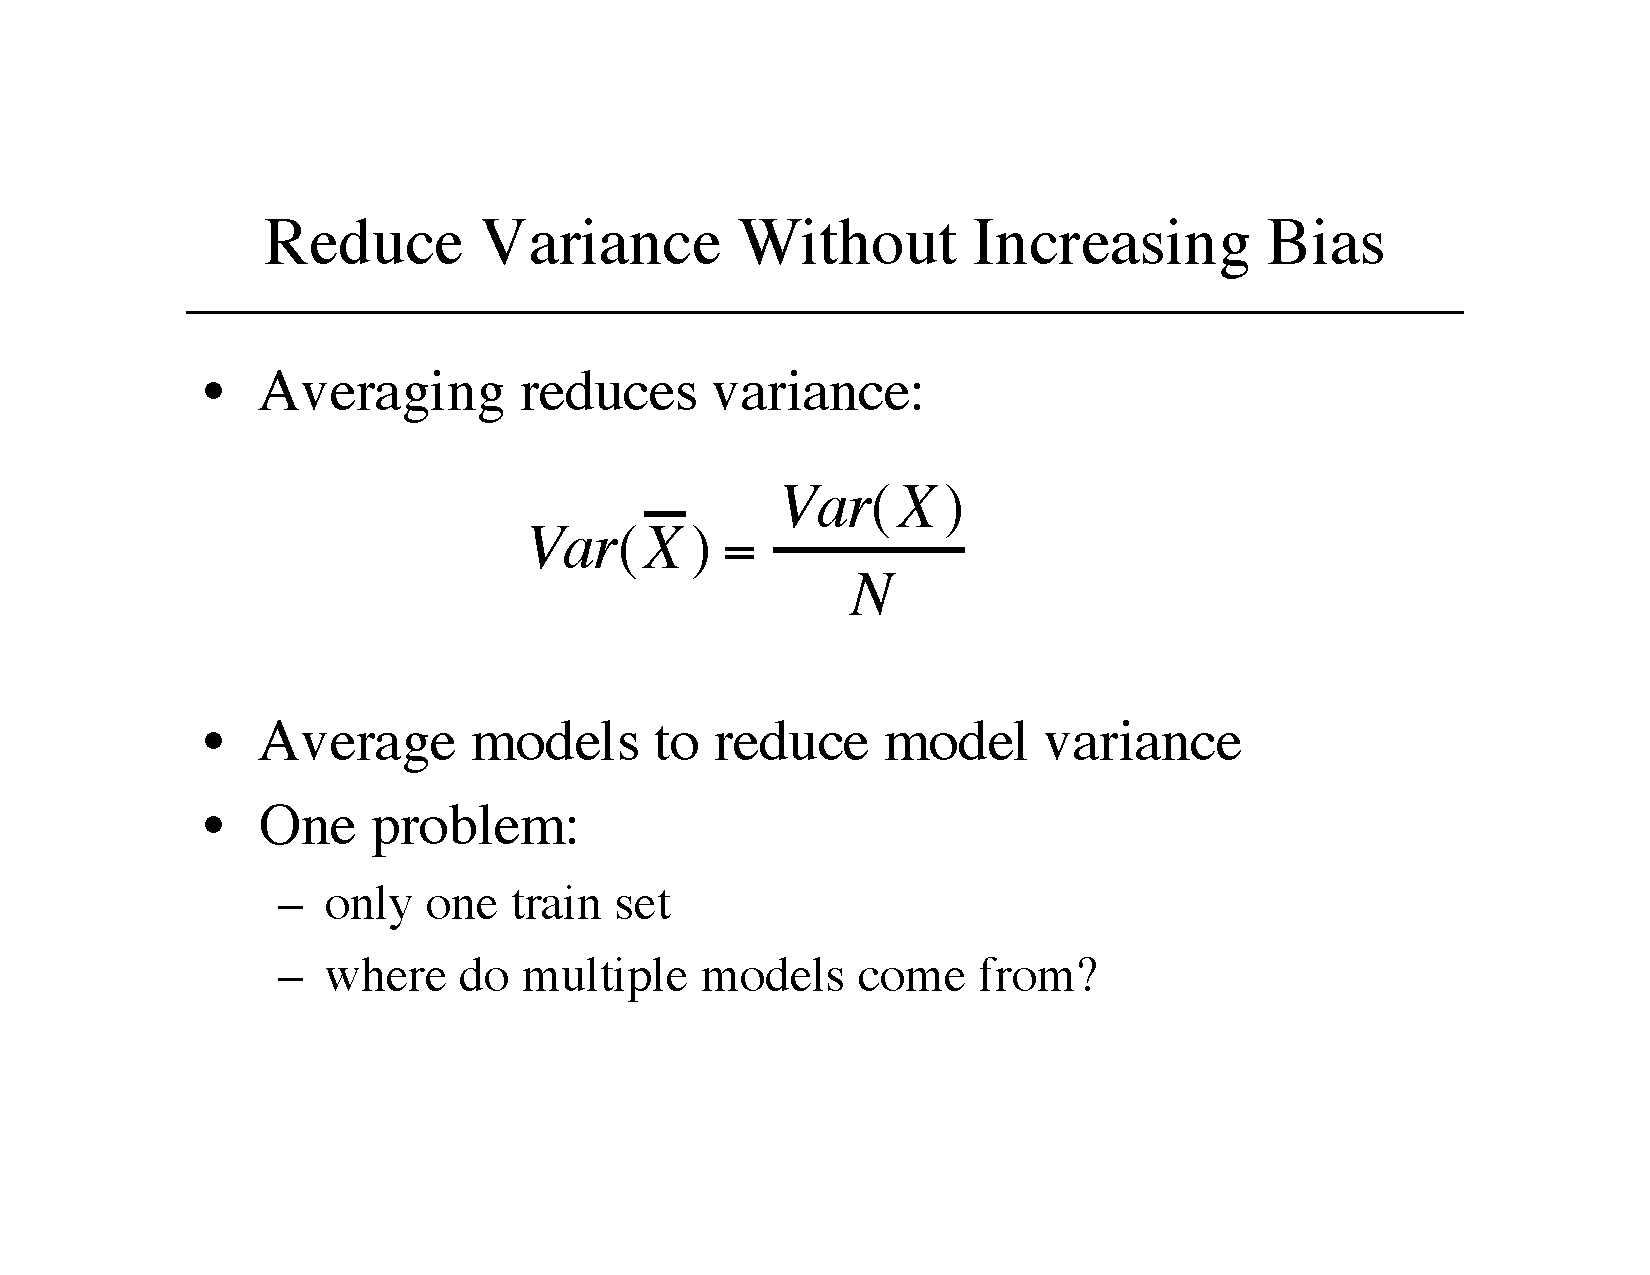 Reduce Variance Without Increasing Bias
• Averaging reduces variance:
Var(X̅) = Var(X) / N
• Average models to reduce model variance
• One problem:
– only one train set
– where do multiple models come from?